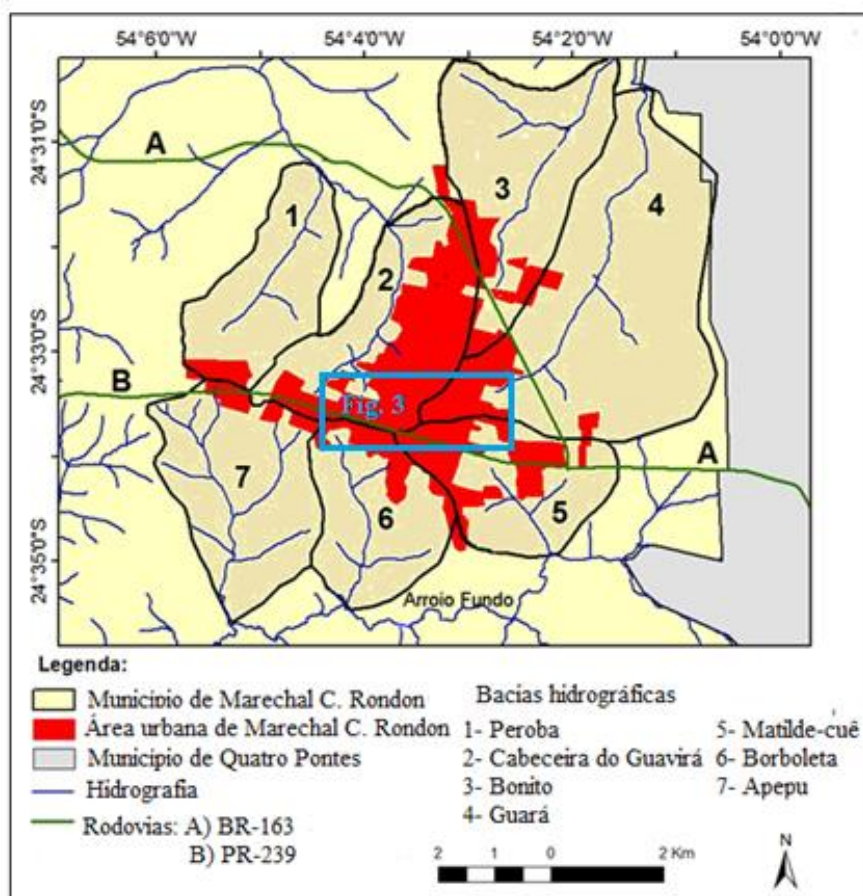 54°6'0"W 54°4'0"W 54°2'0"W 54°0'0"W
24°31'0"S
24°33'0"S
24°35'0"S
A
3
4
1
2
B
Fig. 3
A
7
6
5
Arroio Fundo
Legenda:
Município de Marechal C. Rondon
Área urbana de Marechal C. Rondon
Município de Quatro Pontes
Hidrografia
Rodovias: A) BR-163
B) PR-239
Bacias hidrográficas
1- Peroba
2- Cabeceira do Guavirá
3- Bonito
4- Guará
5- Matilde-cuê
6- Borboleta
7- Apepu
2 1 0 2 Km
N